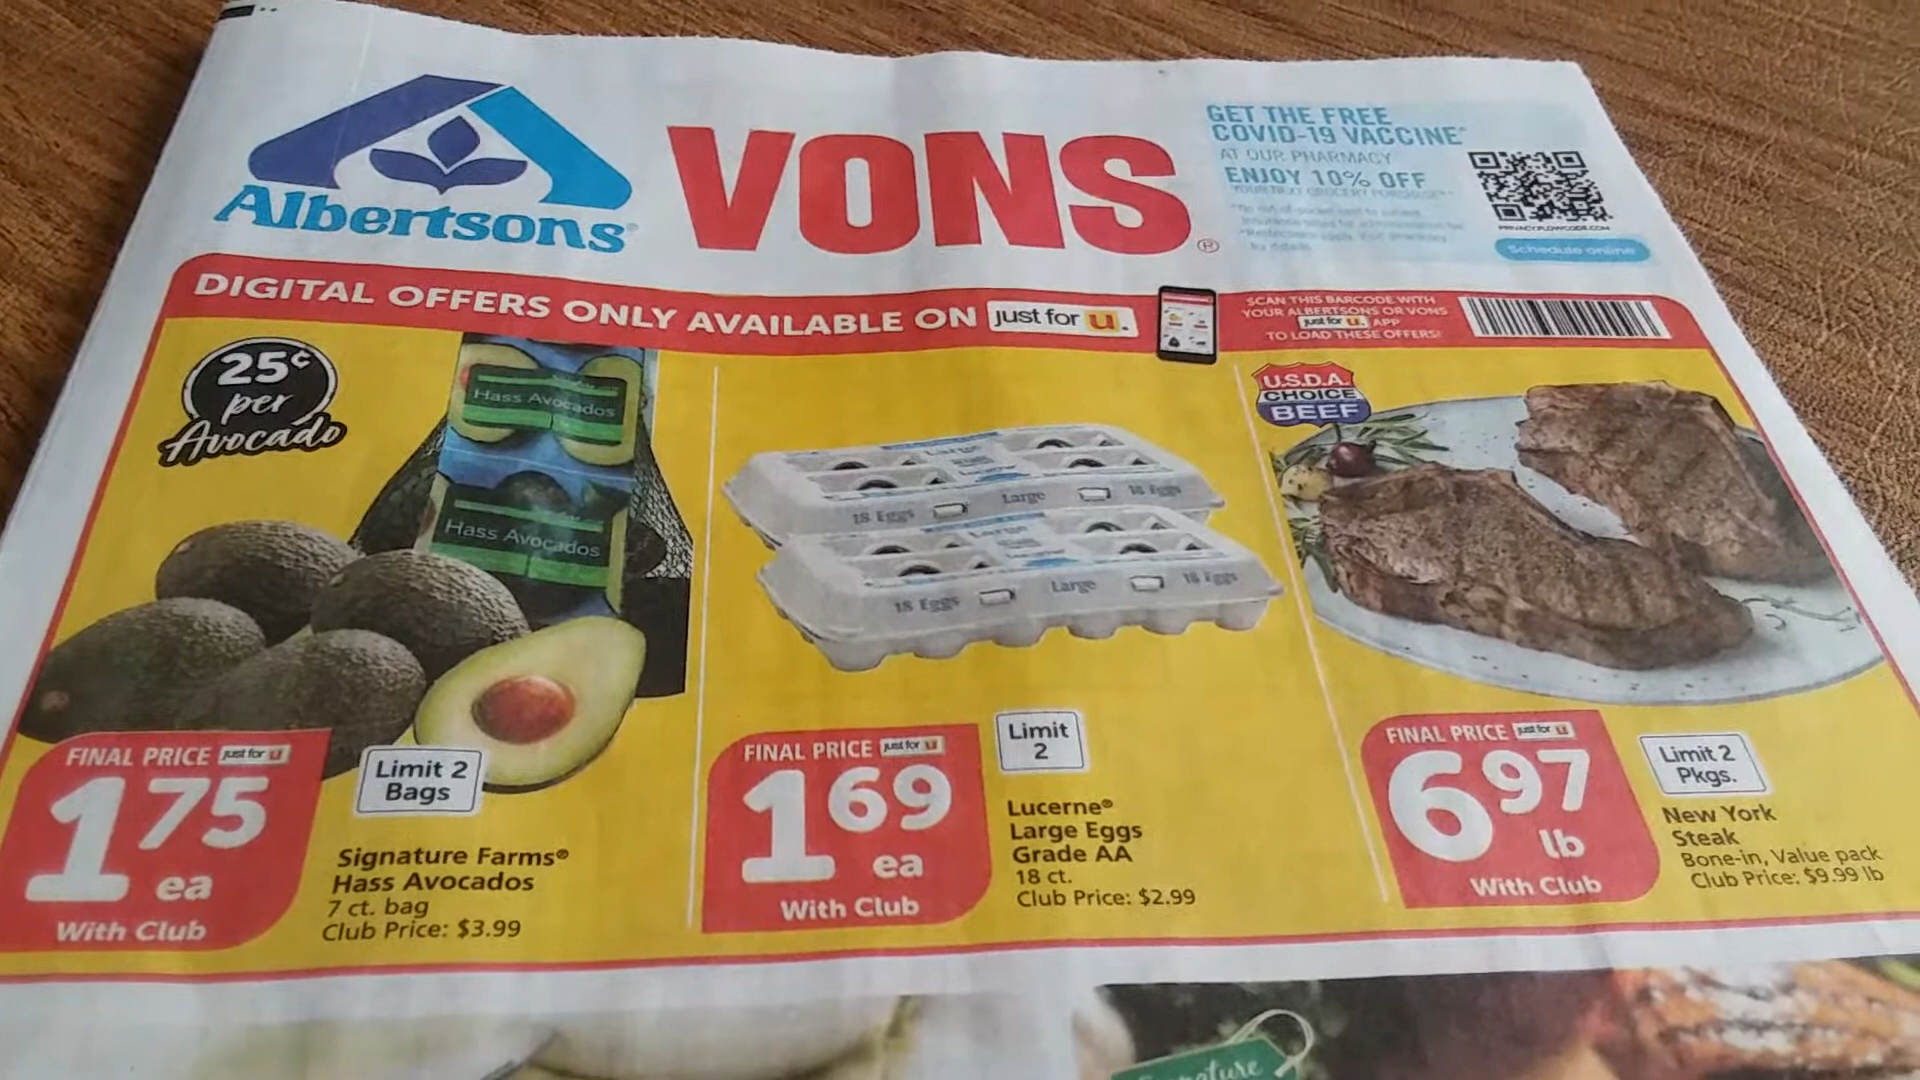 Albertsons®
VONS®
GET THE FREE
COVID-19 VACCINE*
AT OUR PHARMACY
ENJOY 10% OFF
YOUR NEXT GROCERY
Schedule online
DIGITAL OFFERS ONLY AVAILABLE ON just for u.
SCAN THIS BARCODE WITH
YOUR ALBERTSONS OR VONS
just for u. APP
TO LOAD THESE OFFERS!
25¢
per
Avocado
Hass Avocados
Hass Avocados
FINAL PRICE just for u
1 75
ea
With Club
Limit 2
Bags
Signature Farms®
Hass Avocados
7 ct. bag
Club Price: $3.99
Large
18 Eggs Large 18 Eggs
Large
18 Eggs Large 18 Eggs
FINAL PRICE just for u
1 69
ea
With Club
Limit
2
Lucerne®
Large Eggs
Grade AA
18 ct.
Club Price: $2.99
U.S.D.A.
CHOICE
BEEF
FINAL PRICE just for u
6 97
lb
With Club
Limit 2
Pkgs.
New York
Steak
Bone-in, Value pack
Club Price: $9.99 lb